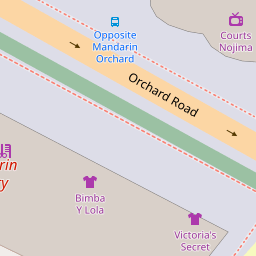 Opposite
Mandarin
Orchard
Courts
Nojima
Orchard Road
Bimba
Y Lola
Victoria's
Secret